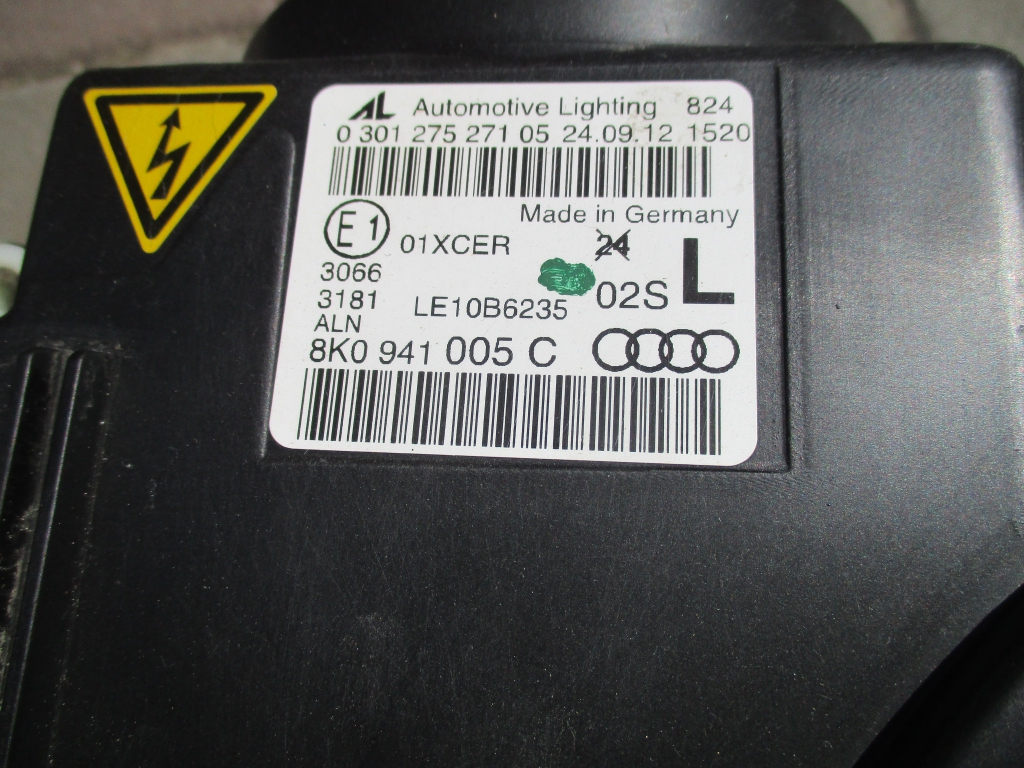 AL Automotive Lighting 824
0 301 275 271 05 24.09.12 1520
Made in Germany
E1 01XCER 24
L
3066
02S
3181 LE10B6235
ALN
8K0 941 005 C